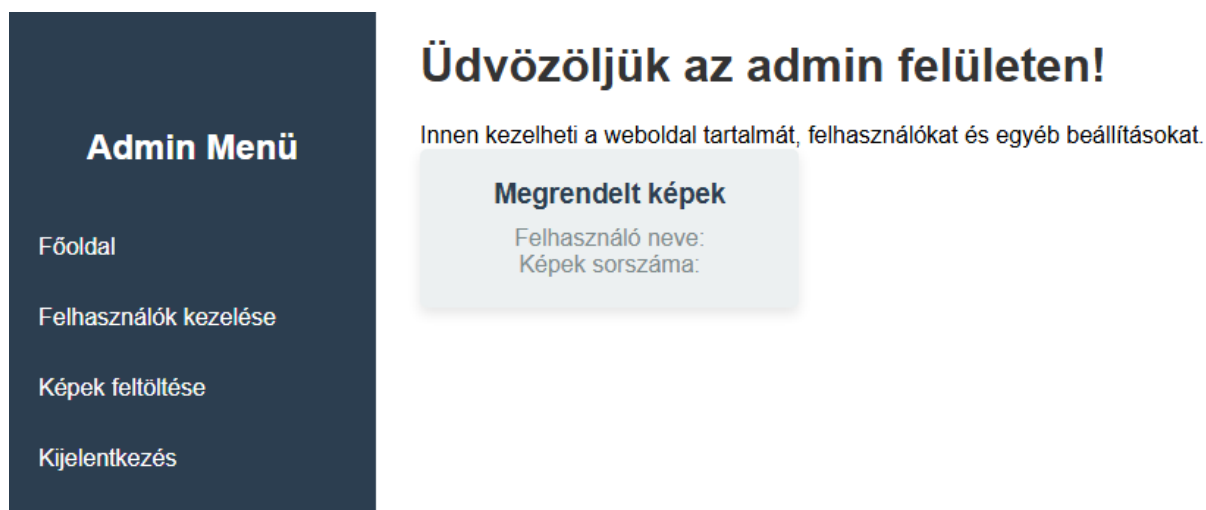 Admin Menü
Főoldal
Felhasználók kezelése
Képek feltöltése
Kijelentkezés
Üdvözöljük az admin felületen!
Innen kezelheti a weboldal tartalmát, felhasználókat és egyéb beállításokat.
Megrendelt képek
Felhasználó neve:
Képek sorszáma: